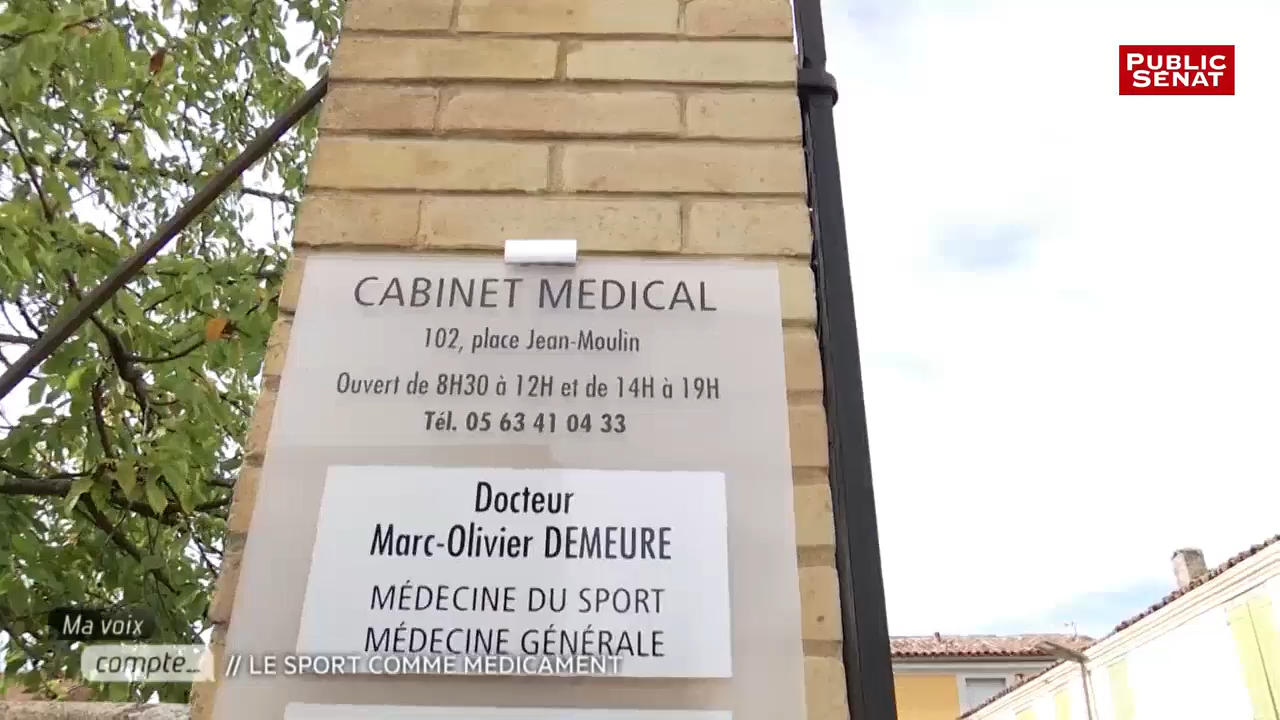 PUBLIC
SÉNAT
CABINET MEDICAL
102, place Jean-Moulin
Ouvert de 8H30 à 12H et de 14H à 19H
Tél. 05 63 41 04 33
Docteur
Marc-Olivier DEMEURE
MÉDECINE DU SPORT
MÉDECINE GÉNÉRALE
Ma voix
compte...
// LE SPORT COMME MÉDICAMENT